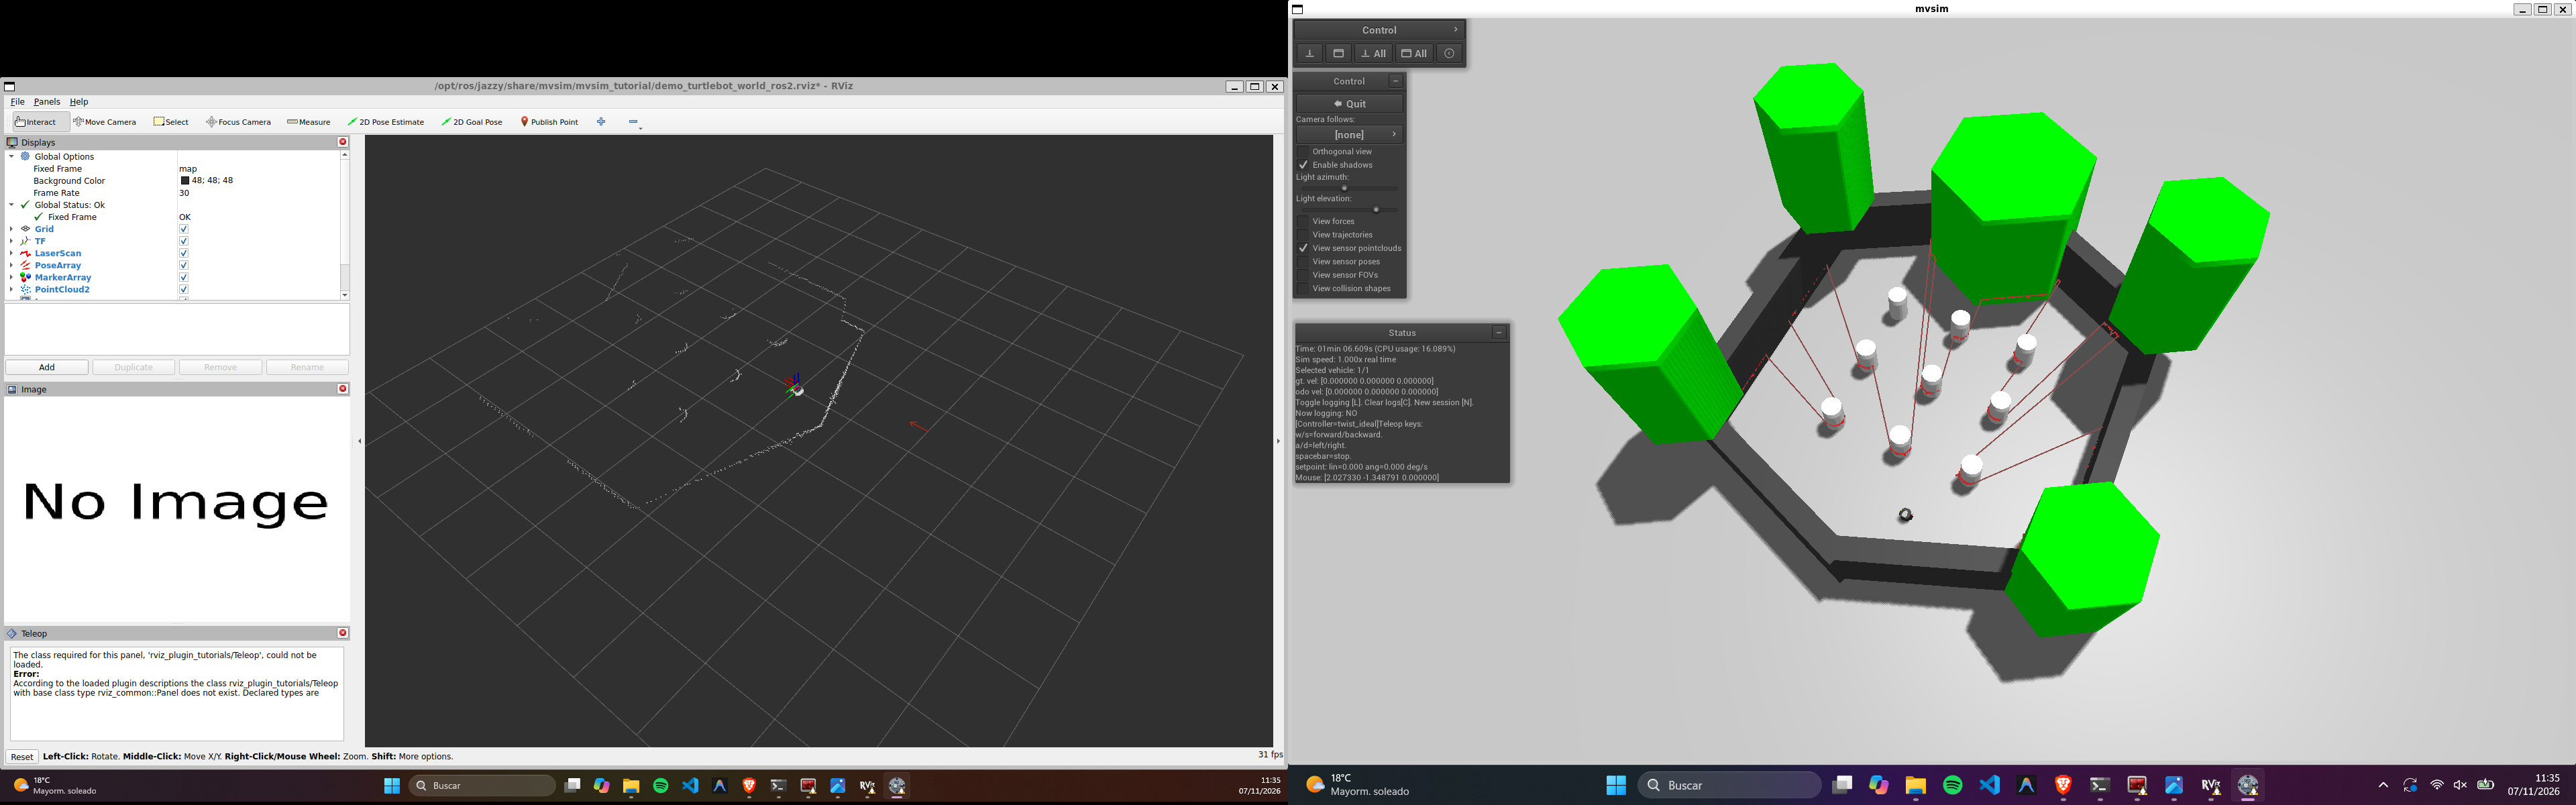 /opt/ros/jazzy/share/mvsim/mvsim_tutorial/demo_turtlebot_world_ros2.rviz* - RViz
File Panels Help
Interact Move Camera Select Focus Camera Measure 2D Pose Estimate 2D Goal Pose Publish Point
Displays
Global Options
Fixed Frame map
Background Color 48; 48; 48
Frame Rate 30
Global Status: Ok
Fixed Frame OK
Grid
TF
LaserScan
PoseArray
MarkerArray
PointCloud2
Add Duplicate Remove Rename
Image
No Image
Teleop
The class required for this panel, 'rviz_plugin_tutorials/Teleop', could not be
loaded.
Error:
According to the loaded plugin descriptions the class rviz_plugin_tutorials/Teleop
with base class type rviz_common::Panel does not exist. Declared types are
Reset Left-Click: Rotate. Middle-Click: Move X/Y. Right-Click/Mouse Wheel: Zoom. Shift: More options.
31 fps
18°C
Mayorm. soleado
Buscar
RViz
11:35
07/11/2026
mvsim
Control
All All
Control
Quit
Camera follows:
[none]
Orthogonal view
Enable shadows
Light azimuth:
Light elevation:
View forces
View trajectories
View sensor pointclouds
View sensor poses
View sensor FOVs
View collision shapes
Status
Time: 01min 06.609s (CPU usage: 16.089%)
Sim speed: 1.000x real time
Selected vehicle: 1/1
gt. vel: [0.000000 0.000000 0.000000]
odo vel: [0.000000 0.000000 0.000000]
Toggle logging [L]. Clear logs[C]. New session [N].
Now logging: NO
[Controller=twist_ideal]Teleop keys:
w/s=forward/backward.
a/d=left/right.
spacebar=stop.
setpoint: lin=0.000 ang=0.000 deg/s
Mouse: [2.027330 -1.348791 0.000000]
18°C
Mayorm. soleado
Buscar
RViz
11:35
07/11/2026